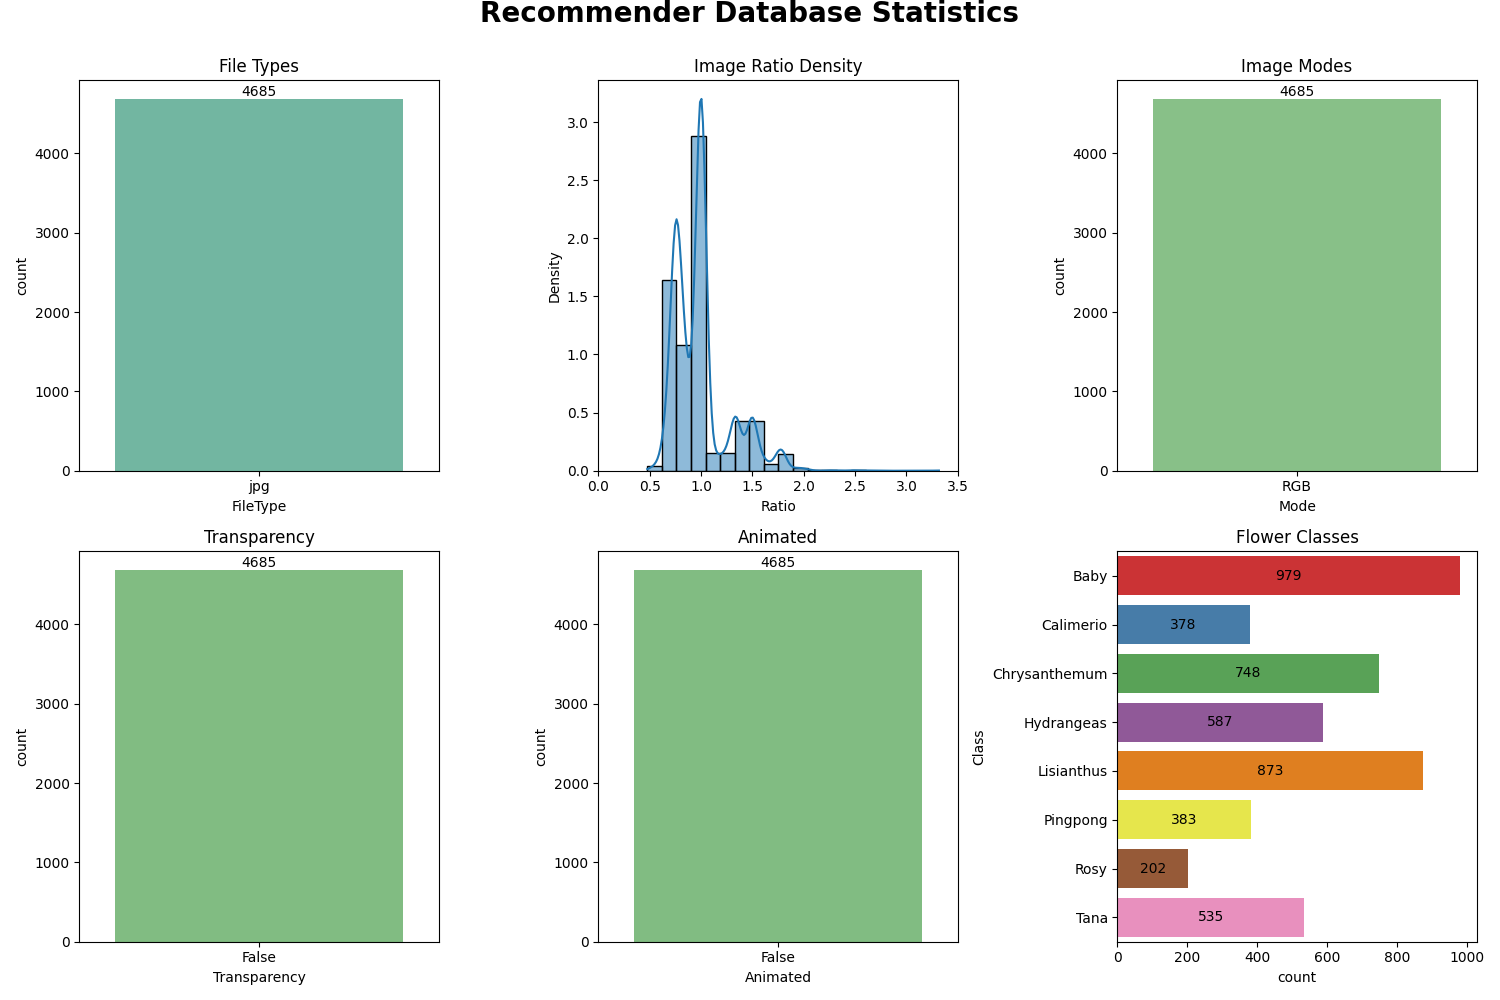 Recommender Database Statistics
File Types
4685
4000
3000
2000
1000
0
count
jpg
FileType
Image Ratio Density
3.0
2.5
2.0
1.5
1.0
0.5
0.0
Density
0.0 0.5 1.0 1.5 2.0 2.5 3.0 3.5
Ratio
Image Modes
4685
4000
3000
2000
1000
0
count
RGB
Mode
Transparency
4685
4000
3000
2000
1000
0
count
False
Transparency
Animated
4685
4000
3000
2000
1000
0
count
False
Animated
Flower Classes
Class
Baby 979
Calimerio 378
Chrysanthemum 748
Hydrangeas 587
Lisianthus 873
Pingpong 383
Rosy 202
Tana 535
0 200 400 600 800 1000
count